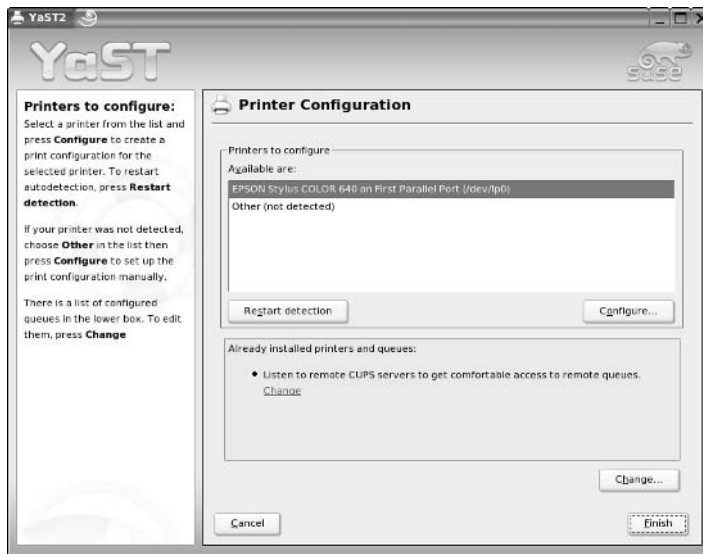 YaST2
YaST
suse
Printers to configure:
Select a printer from the list and
press Configure to create a
print configuration for the
selected printer. To restart
autodetection, press Restart
detection.
If your printer was not detected,
choose Other in the list then
press Configure to set up the
print configuration manually.
There is a list of configured
queues in the lower box. To edit
them, press Change
Printer Configuration
Printers to configure
Available are:
EPSON Stylus COLOR 640 on First Parallel Port (/dev/lp0)
Other (not detected)
Restart detection
Configure...
Already installed printers and queues:
• Listen to remote CUPS servers to get comfortable access to remote queues.
Change
Change...
Cancel
Finish